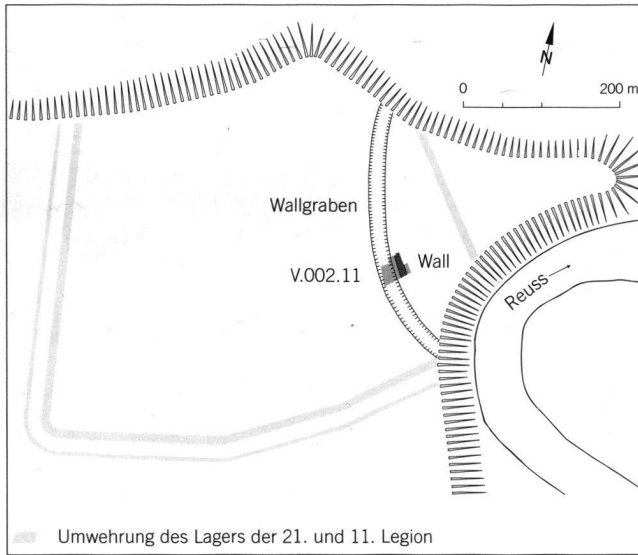 N
0 200 m
Wallgraben
Wall
V.002.11
Reuss
Umwehrung des Lagers der 21. und 11. Legion